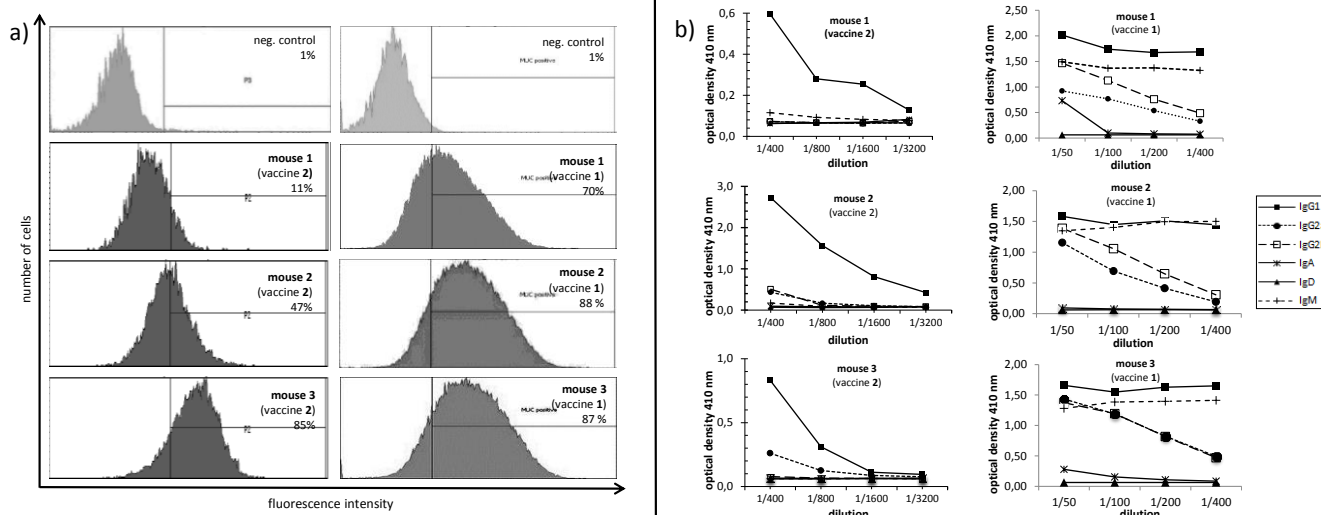 a)
number of cells
neg. control
1%
P3
neg. control
1%
MUC positive
mouse 1
(vaccine 2)
11%
mouse 1
(vaccine 1)
70%
mouse 2
(vaccine 2)
47%
mouse 2
(vaccine 1)
88 %
MUC positive
mouse 3
(vaccine 2)
85%
mouse 3
(vaccine 1)
87 %
MUC positive
fluorescence intensity
b)
mouse 1
(vaccine 2)
optical density 410 nm
0,6
0,4
0,2
0,0
1/400 1/800 1/1600 1/3200
dilution
mouse 1
(vaccine 1)
optical density 410 nm
2,50
2,00
1,50
1,00
0,50
0,00
1/50 1/100 1/200 1/400
dilution
mouse 2
(vaccine 2)
optical density 410 nm
3,0
2,0
1,0
0,0
1/400 1/800 1/1600 1/3200
dilution
mouse 2
(vaccine 1)
optical density 410 nm
2,00
1,50
1,00
0,50
0,00
1/50 1/100 1/200 1/400
dilution
IgG1
IgG2
IgG2
IgA
IgD
IgM
mouse 3
(vaccine 2)
optical density 410 nm
1,0
0,5
0,0
1/400 1/800 1/1600 1/3200
dilution
mouse 3
(vaccine 1)
optical density 410 nm
2,00
1,50
1,00
0,50
0,00
1/50 1/100 1/200 1/400
dilution